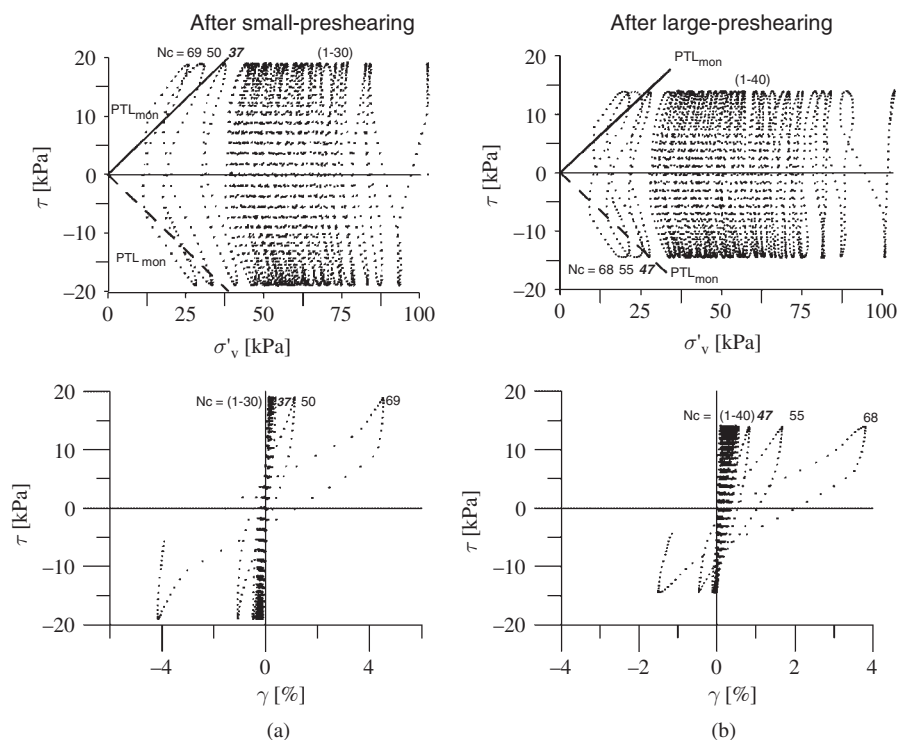 After small-preshearing
20
10
0
–10
–20
τ [kPa]
Nc = 69 50 37
(1-30)
PTLmon
PTLmon
0 25 50 75 100
σ'v [kPa]
After large-preshearing
20
10
0
–10
–20
τ [kPa]
PTLmon
(1-40)
Nc = 68 55 47
PTLmon
0 25 50 75 100
σ'v [kPa]
20
10
0
–10
–20
τ [kPa]
Nc = (1-30) 37 50 69
–4 0 4
γ [%]
(a)
20
10
0
–10
–20
τ [kPa]
Nc = (1-40) 47 55 68
–4 –2 0 2 4
γ [%]
(b)